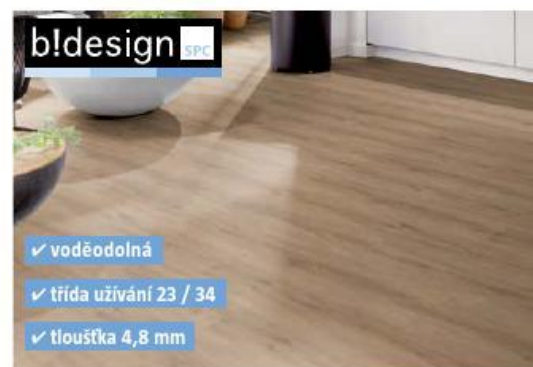 b!design SPC
✔ voděodolná
✔ třída užívání 23 / 34
✔ tloušťka 4,8 mm